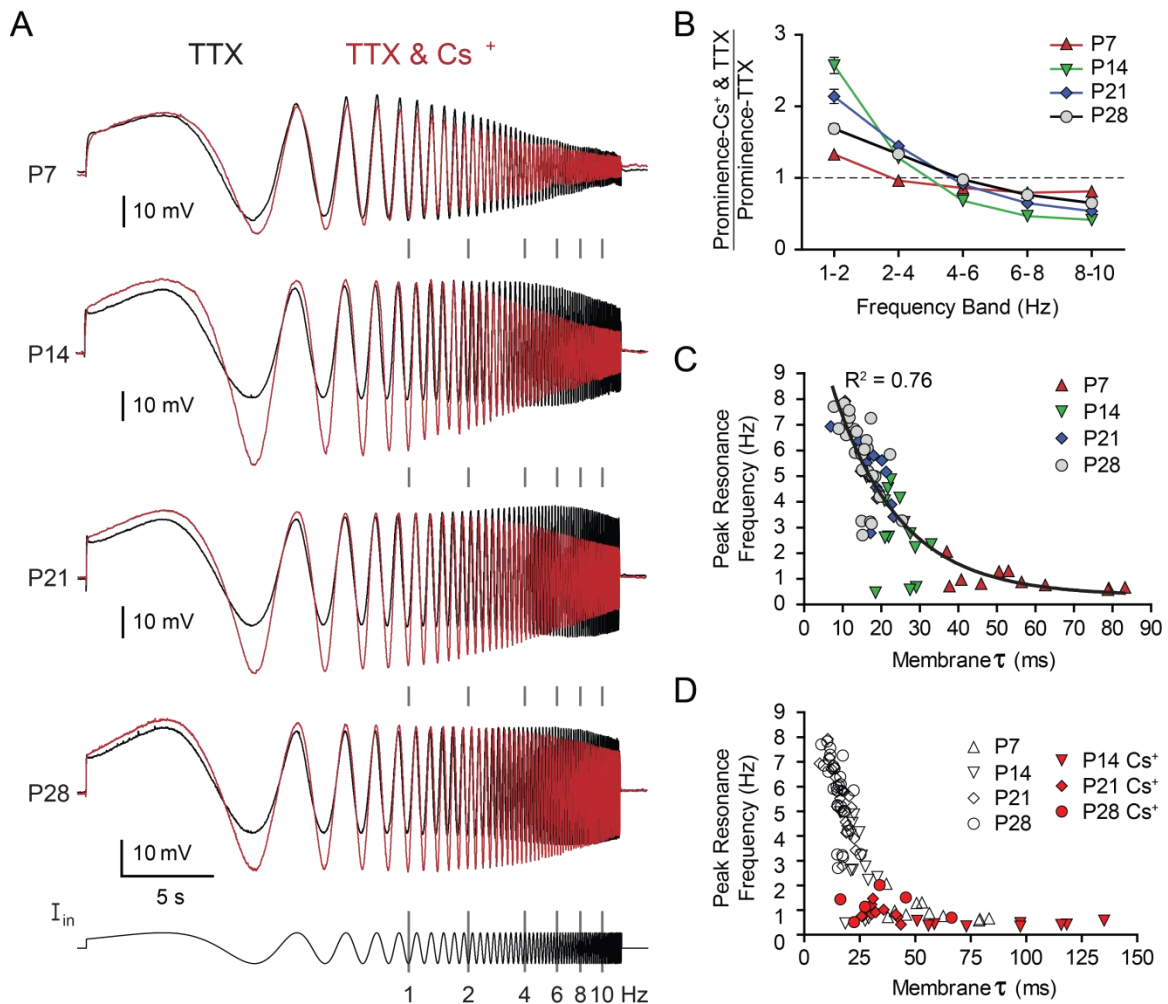 A
TTX
TTX & Cs +
P7
10 mV
P14
10 mV
P21
10 mV
P28
10 mV
5 s
I in
1 2 4 6 8 10 Hz
B
Prominence-Cs+ & TTX
Prominence-TTX
3
2
1
0
1-2 2-4 4-6 6-8 8-10
Frequency Band (Hz)
P7
P14
P21
P28
C
R2 = 0.76
Peak Resonance
Frequency (Hz)
9
8
7
6
5
4
3
2
1
0
0 10 20 30 40 50 60 70 80 90
Membrane τ (ms)
P7
P14
P21
P28
D
Peak Resonance
Frequency (Hz)
9
8
7
6
5
4
3
2
1
0
0 25 50 75 100 125 150
Membrane τ (ms)
P7
P14
P21
P28
P14 Cs+
P21 Cs+
P28 Cs+